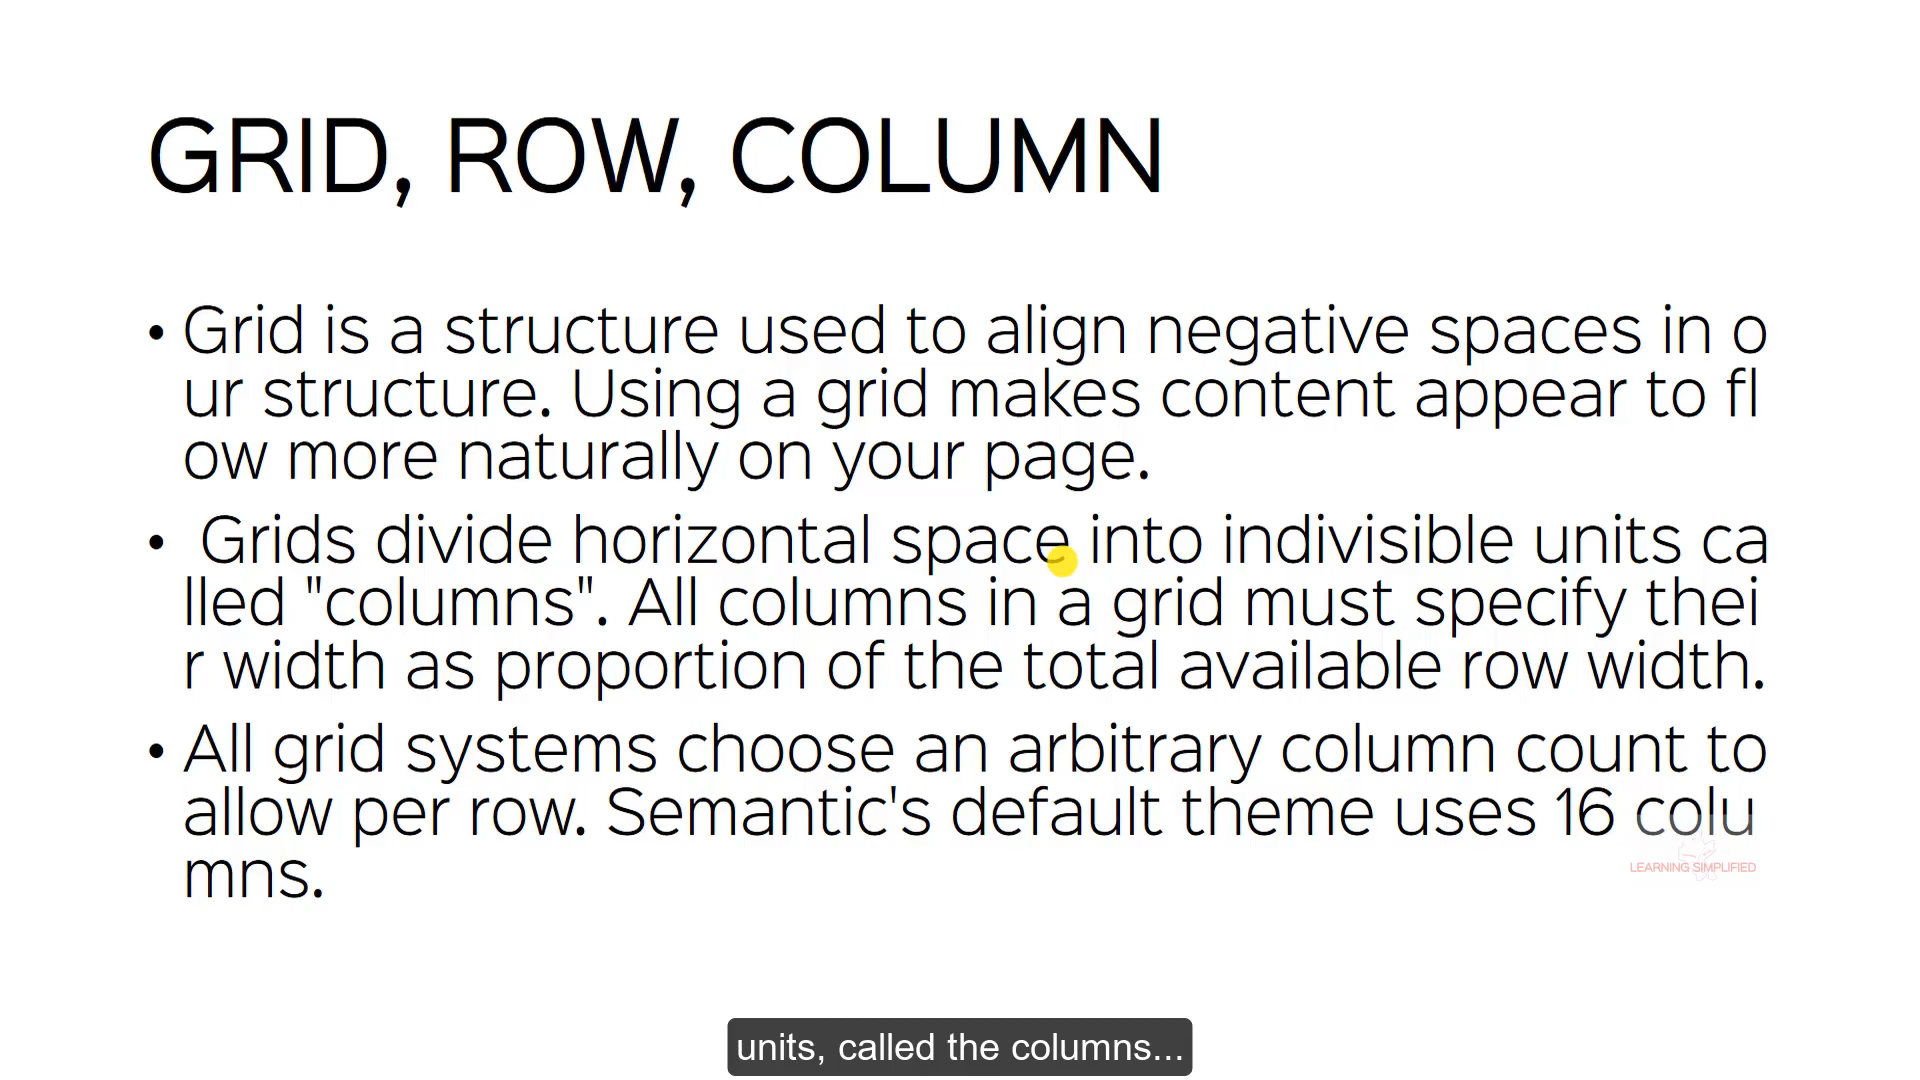 GRID, ROW, COLUMN
• Grid is a structure used to align negative spaces in o
ur structure. Using a grid makes content appear to fl
ow more naturally on your page.
• Grids divide horizontal space into indivisible units ca
lled "columns". All columns in a grid must specify thei
r width as proportion of the total available row width.
• All grid systems choose an arbitrary column count to
allow per row. Semantic's default theme uses 16 colu
mns.
LEARNING SIMPLIFIED
units, called the columns...